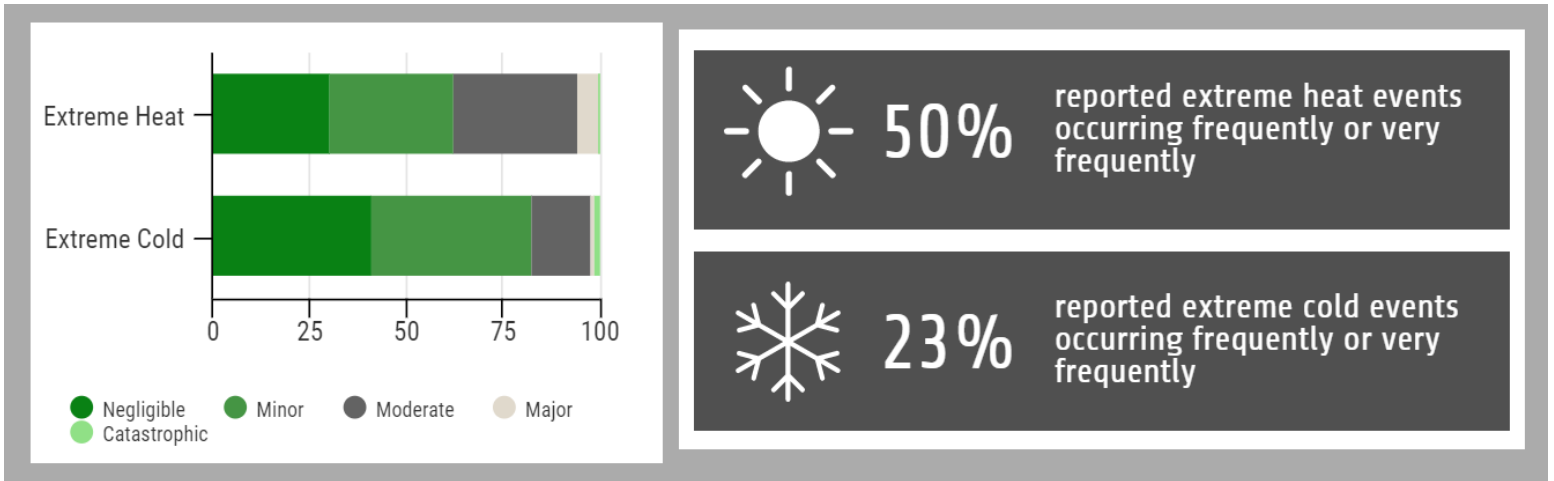 Extreme Heat
Extreme Cold
0 25 50 75 100
Negligible Minor Moderate Major
Catastrophic
50%
reported extreme heat events
occurring frequently or very
frequently
23%
reported extreme cold events
occurring frequently or very
frequently